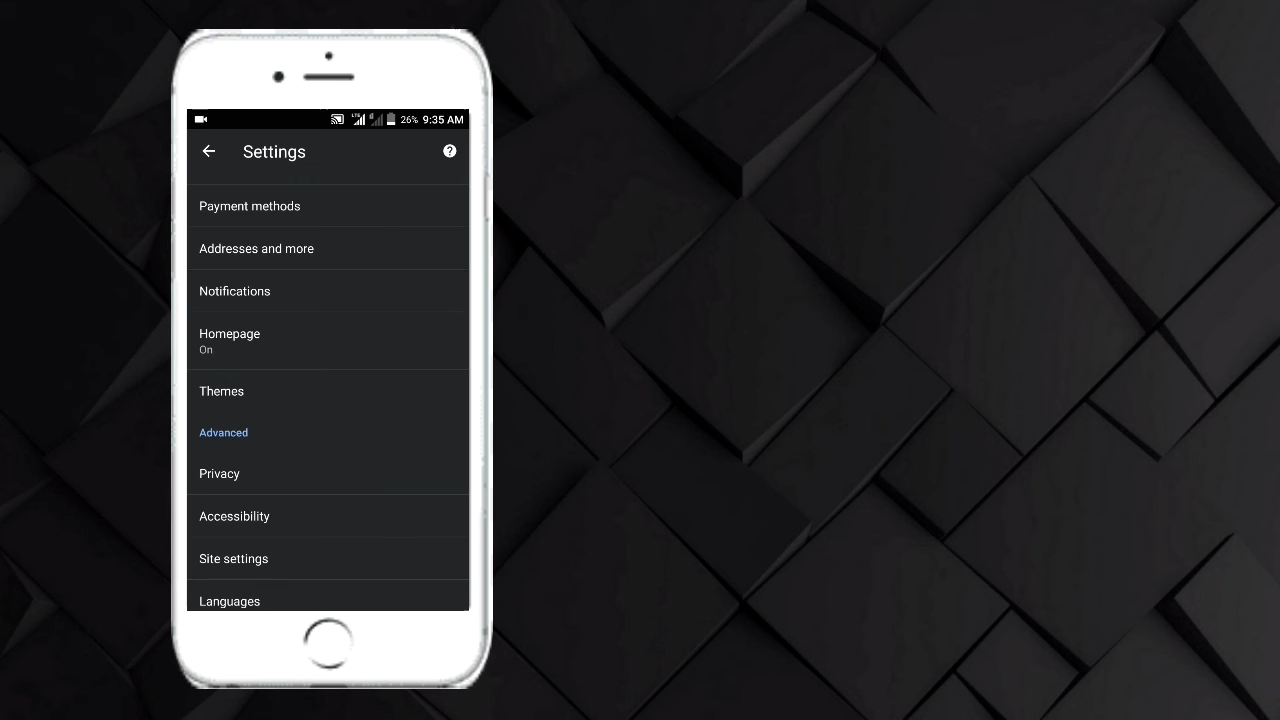 26% 9:35 AM
Settings
Payment methods
Addresses and more
Notifications
Homepage
On
Themes
Advanced
Privacy
Accessibility
Site settings
Languages